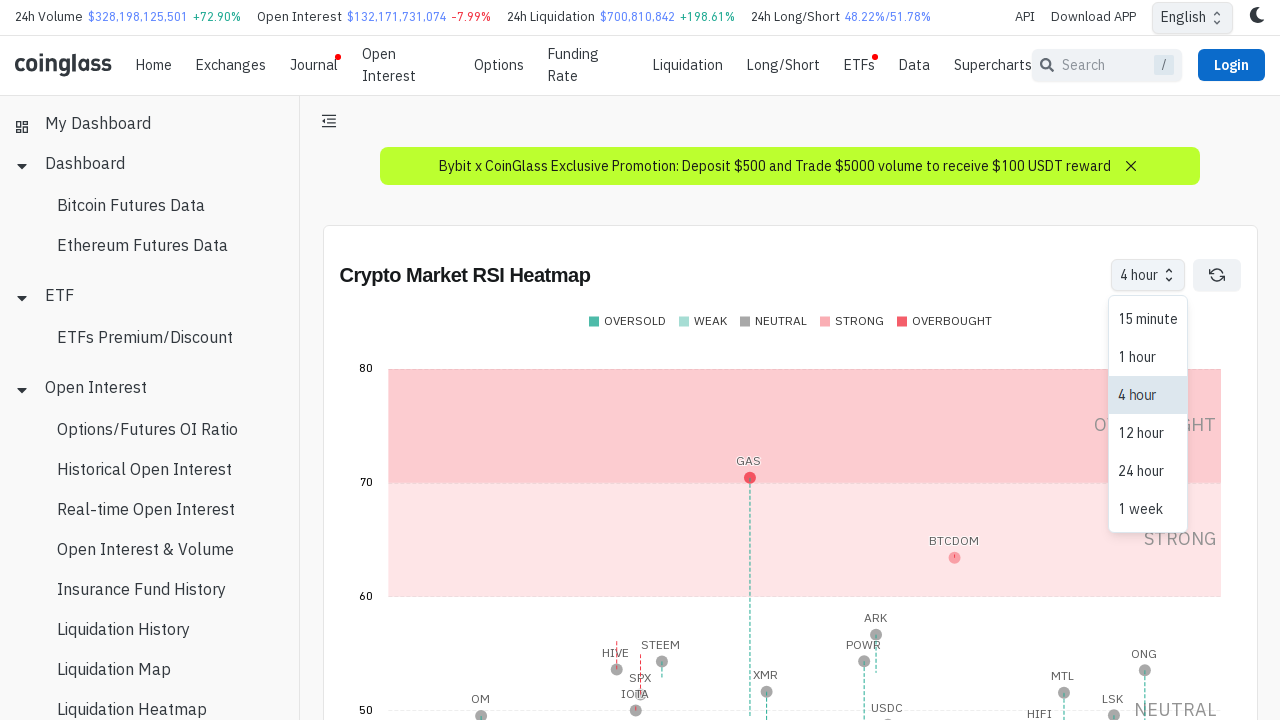 24h Volume $328,198,125,501 +72.90% Open Interest $132,171,731,074 -7.99% 24h Liquidation $700,810,842 +198.61% 24h Long/Short 48.22%/51.78% API Download APP English
coinglass Home Exchanges Journal Open Interest Options Funding Rate Liquidation Long/Short ETFs Data Supercharts Search / Login
My Dashboard
Dashboard
Bitcoin Futures Data
Ethereum Futures Data
ETF
ETFs Premium/Discount
Open Interest
Options/Futures OI Ratio
Historical Open Interest
Real-time Open Interest
Open Interest & Volume
Insurance Fund History
Liquidation History
Liquidation Map
Liquidation Heatmap
Bybit x CoinGlass Exclusive Promotion: Deposit $500 and Trade $5000 volume to receive $100 USDT reward
Crypto Market RSI Heatmap
4 hour
15 minute
1 hour
4 hour
12 hour
24 hour
1 week
OVERSOLD WEAK NEUTRAL STRONG OVERBOUGHT
80
GAS
70
BTCDOM
STRONG
60
ARK
HIVE STEEM POWR ONG
SPX XMR MTL
IOTA
OM LSK
USDC HIFI
50 NEUTRAL